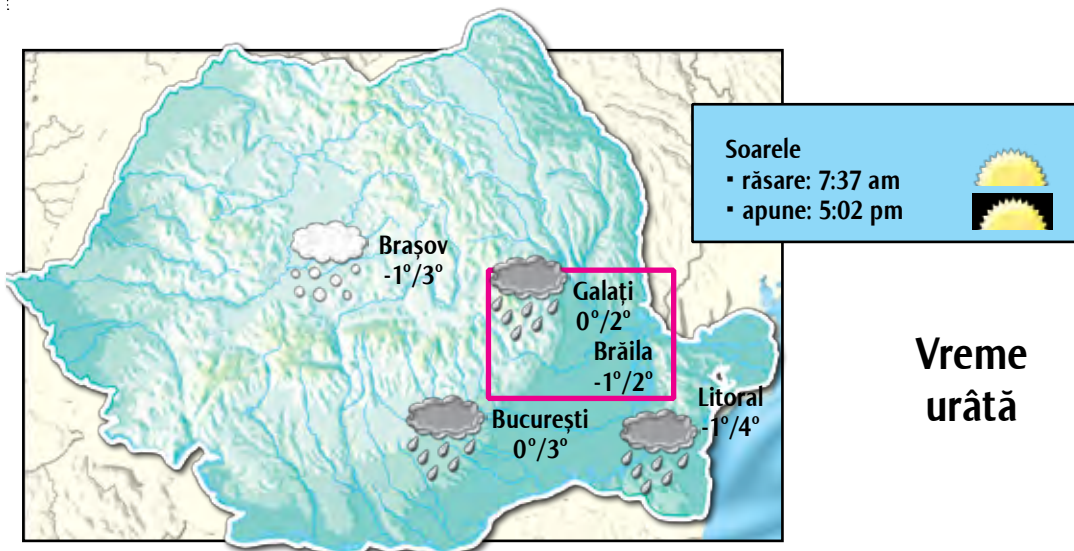 Soarele
▪ răsare: 7:37 am
▪ apune: 5:02 pm
Brașov
-1°/3°
Galați
0°/2°
Brăila
-1°/2°
Litoral
-1°/4°
București
0°/3°
Vreme
urâtă